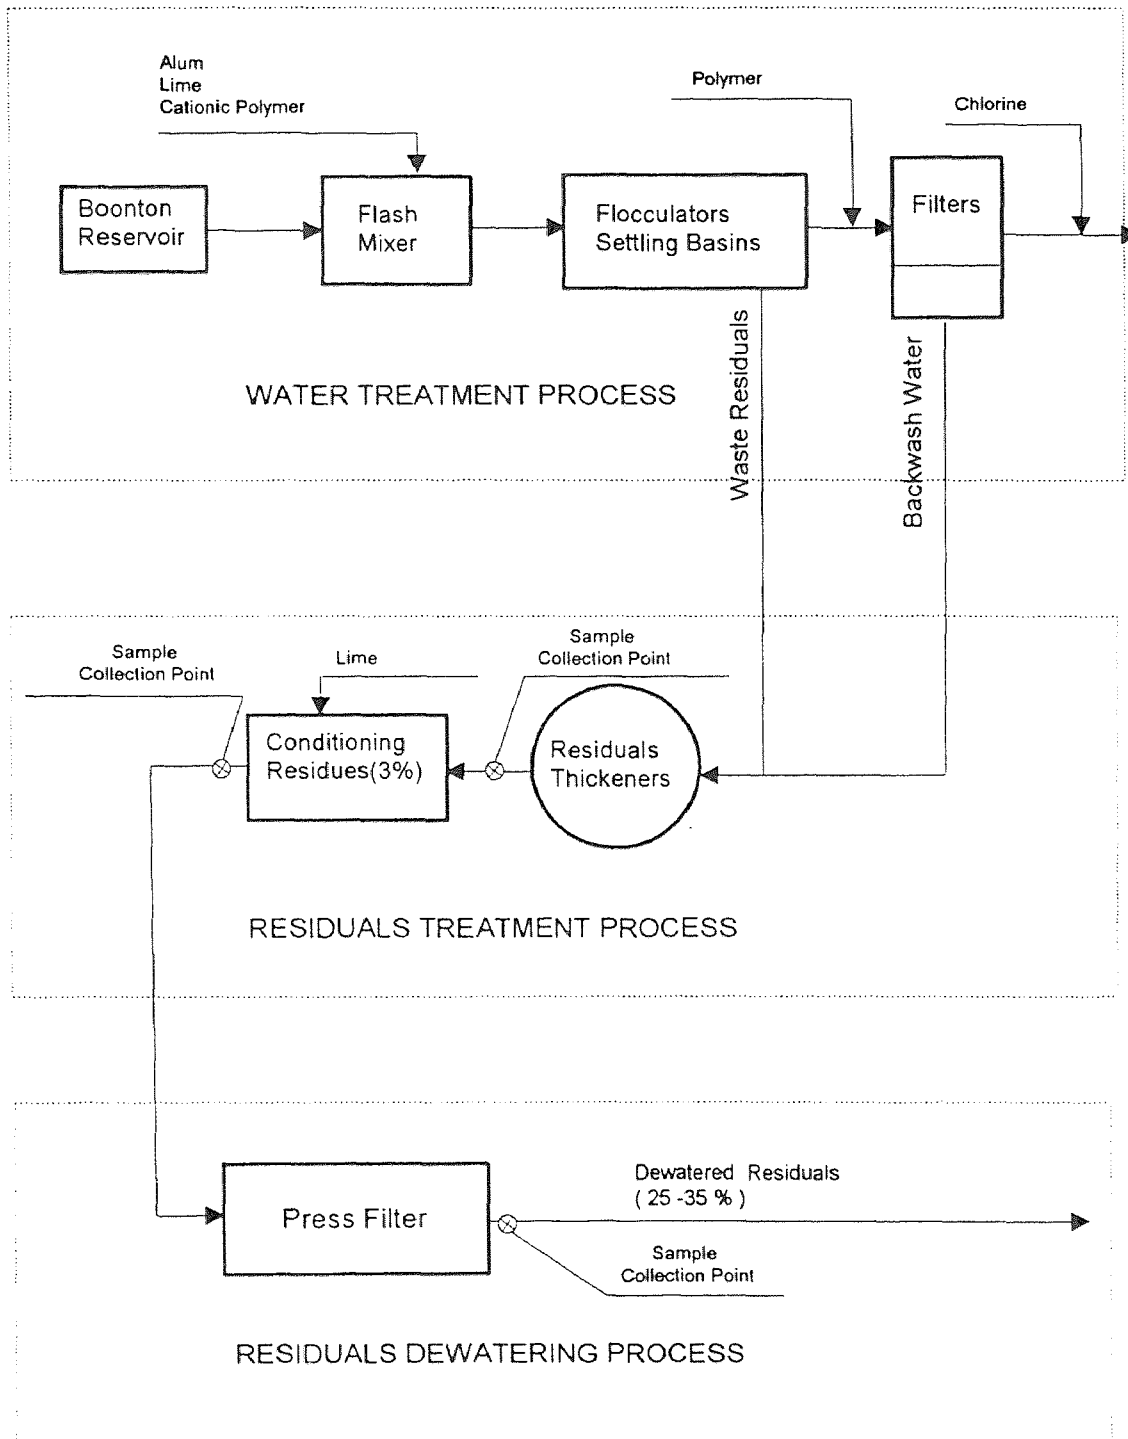 Alum
Lime
Cationic Polymer
Polymer
Chlorine
Boonton
Reservoir
Flash
Mixer
Flocculators
Settling Basins
Filters
WATER TREATMENT PROCESS
Waste Residuals
Backwash Water
Sample
Collection Point
Lime
Sample
Collection Point
Conditioning
Residues(3%)
Residuals
Thickeners
RESIDUALS TREATMENT PROCESS
Press Filter
Dewatered Residuals
( 25 -35 % )
Sample
Collection Point
RESIDUALS DEWATERING PROCESS